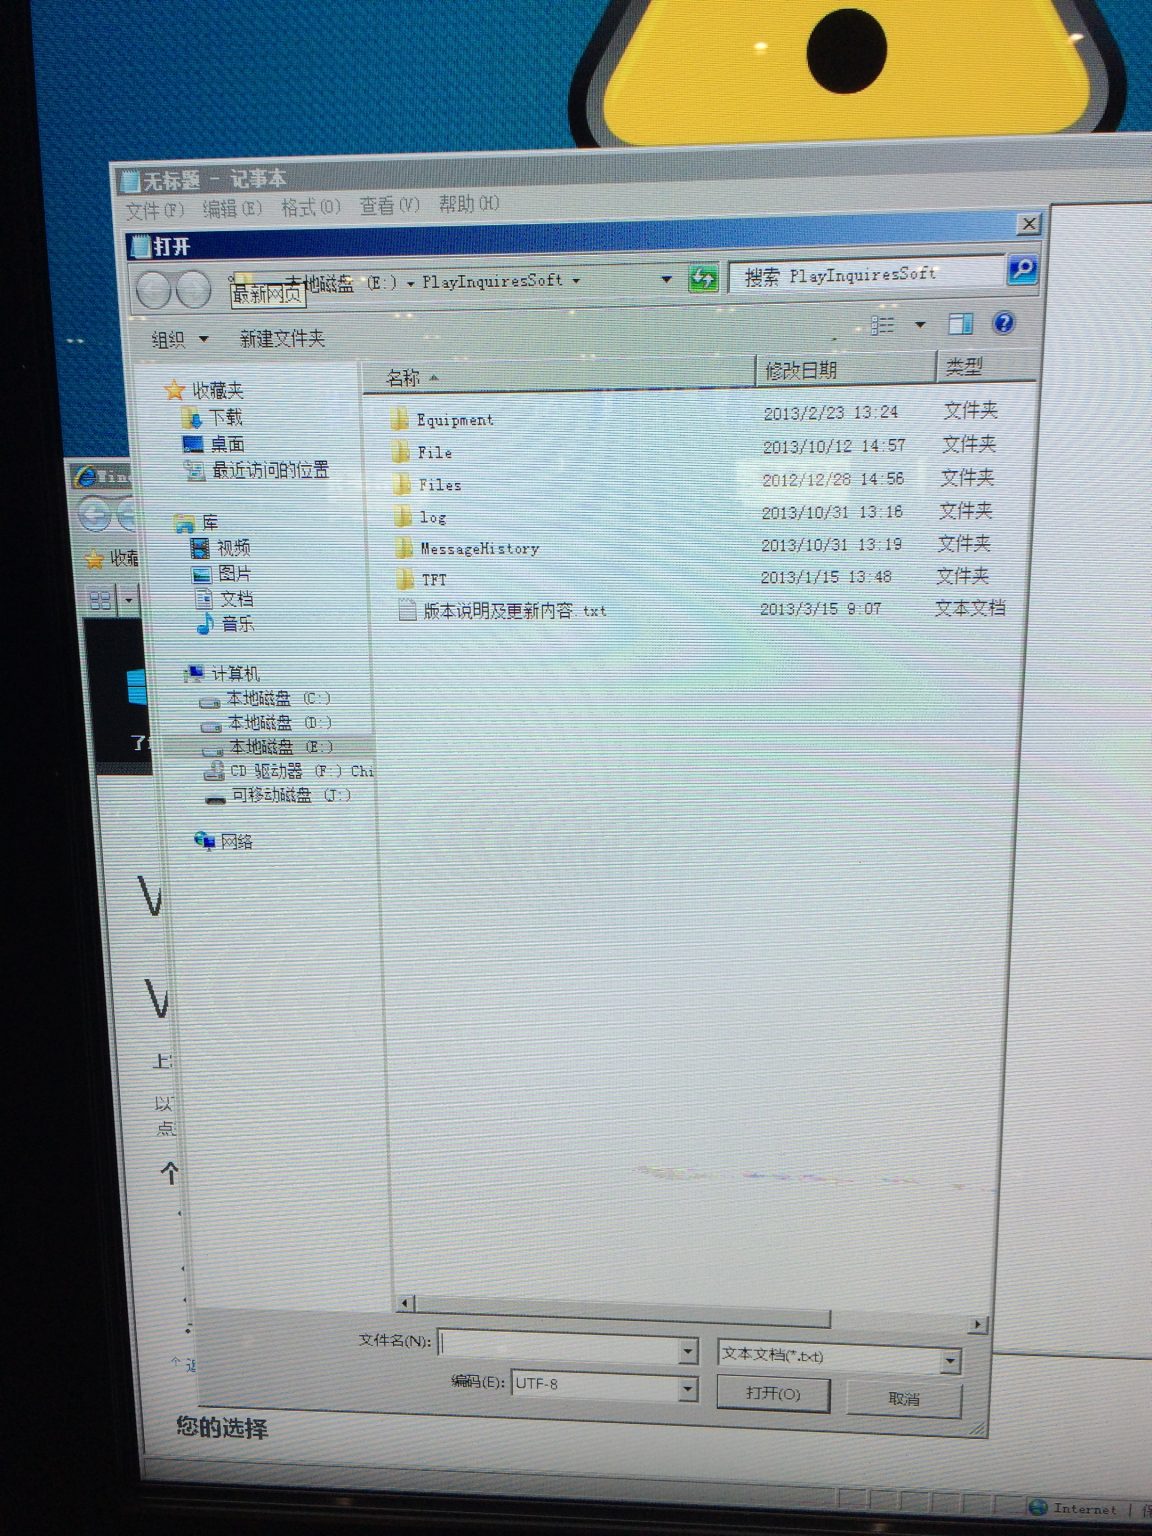 无标题 - 记事本
文件(F) 编辑(E) 格式(O) 查看(V) 帮助(H)
打开
本地磁盘 (E:) PlayInquiresSoft
搜索 PlayInquiresSoft
最新网页
组织 新建文件夹
名称 修改日期 类型
收藏夹
下载
桌面
最近访问的位置
库
视频
图片
文档
音乐
计算机
本地磁盘 (C:)
本地磁盘 (D:)
本地磁盘 (E:)
CD 驱动器 (F:) Chi
可移动磁盘 (J:)
网络
Equipment 2013/2/23 13:24 文件夹
File 2013/10/12 14:57 文件夹
Files 2012/12/28 14:56 文件夹
log 2013/10/31 13:16 文件夹
MessageHistory 2013/10/31 13:19 文件夹
TFT 2013/1/15 13:48 文件夹
版本说明及更新内容.txt 2013/3/15 9:07 文本文档
文件名(N):
文本文档(*.txt)
编码(E): UTF-8
打开(O) 取消
收藏
上
以
点
个
您的选择
Internet